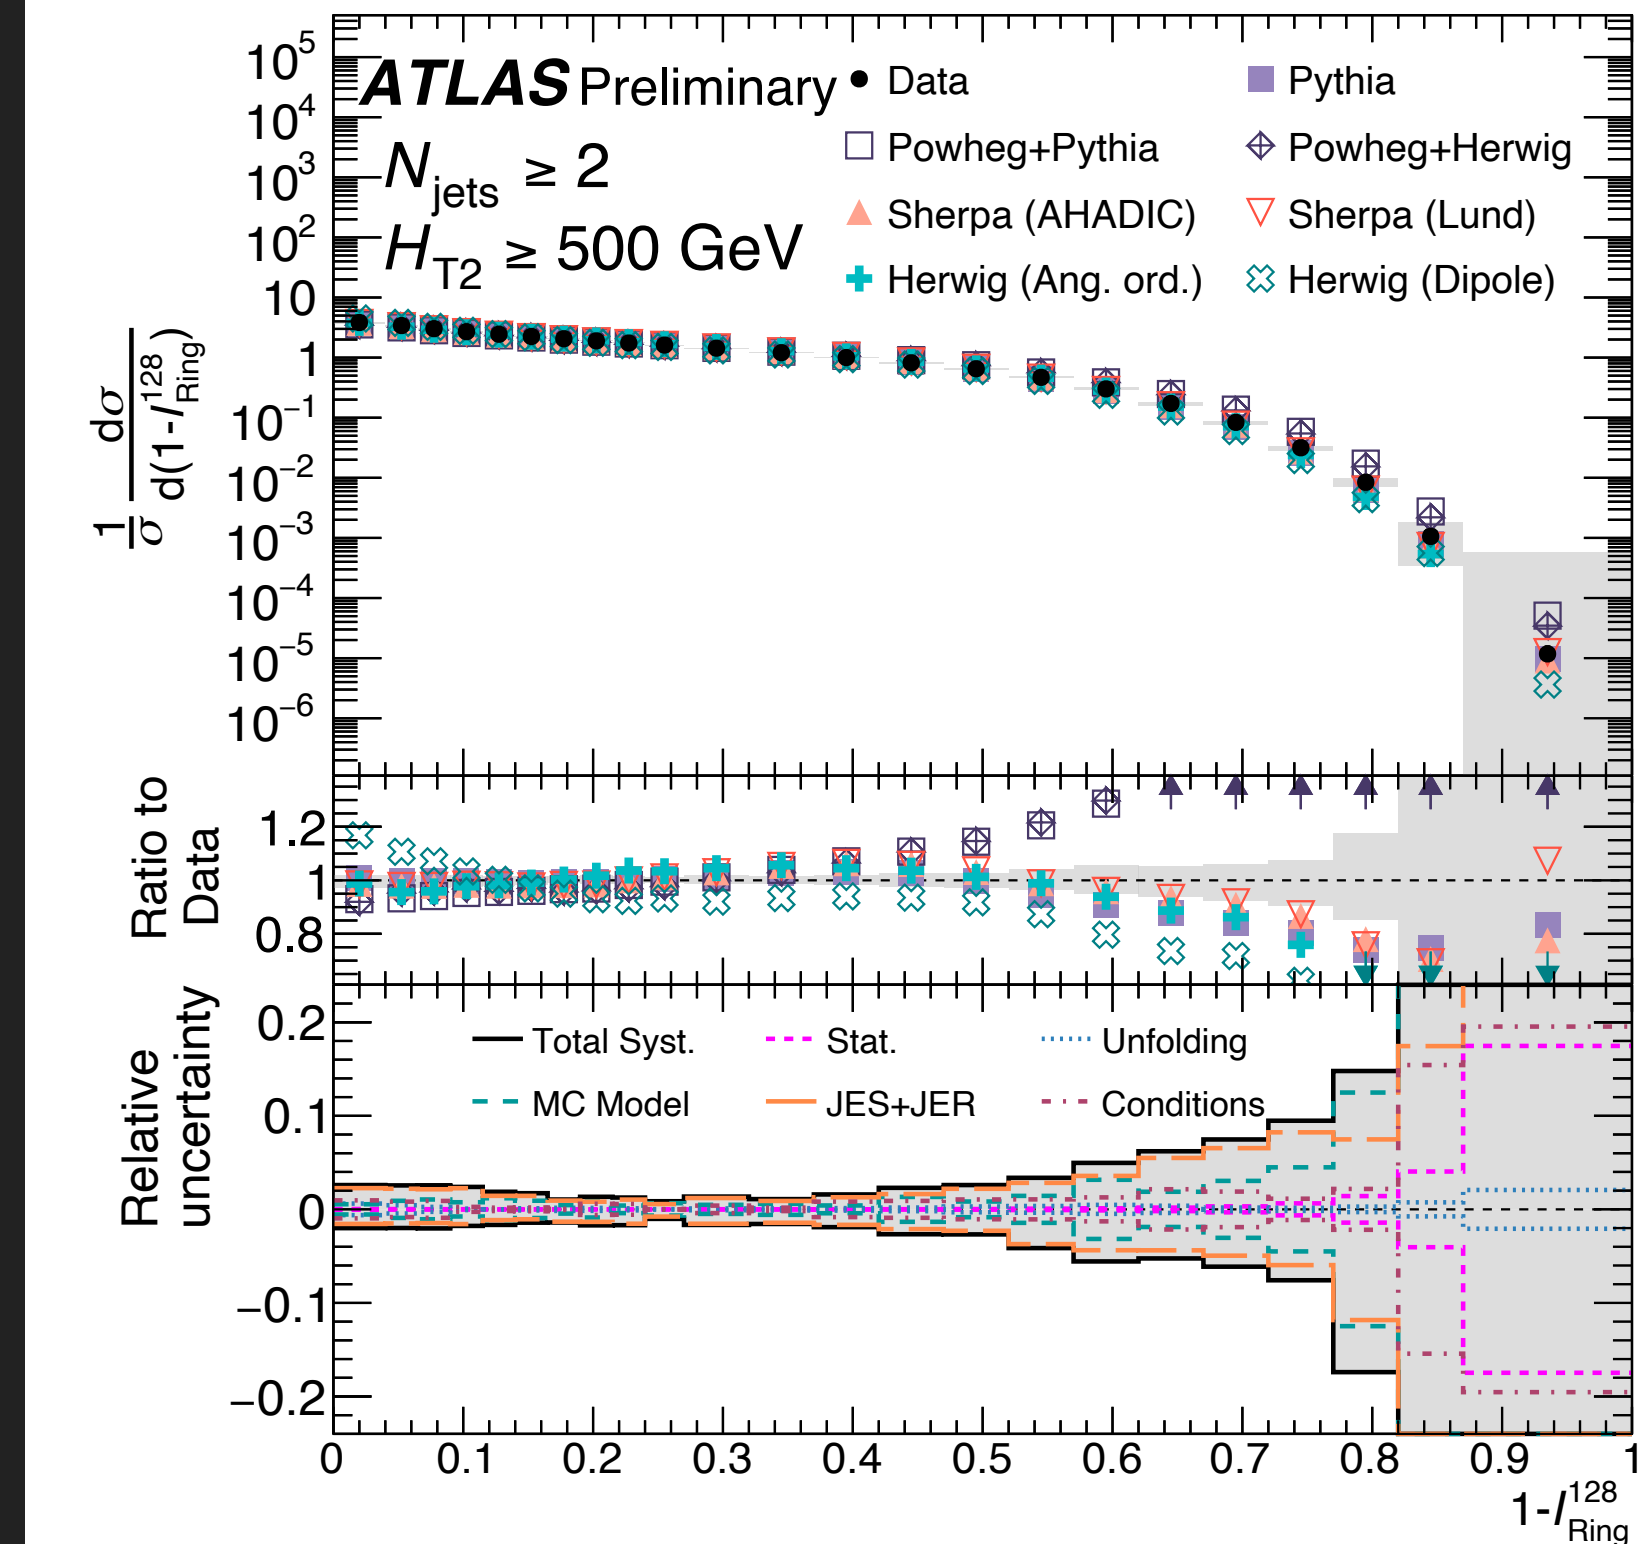 ATLAS Preliminary
N_jets ≥ 2
H_T2 ≥ 500 GeV
Data
Pythia
Powheg+Pythia
Powheg+Herwig
Sherpa (AHADIC)
Sherpa (Lund)
Herwig (Ang. ord.)
Herwig (Dipole)
1/σ dσ/d(1-I_Ring^128)
10^5
10^4
10^3
10^2
10
1
10^−1
10^−2
10^−3
10^−4
10^−5
10^−6
Ratio to
Data
1.2
1
0.8
Relative
uncertainty
0.2
0.1
0
−0.1
−0.2
Total Syst.
Stat.
Unfolding
MC Model
JES+JER
Conditions
0 0.1 0.2 0.3 0.4 0.5 0.6 0.7 0.8 0.9 1
1-I_Ring^128